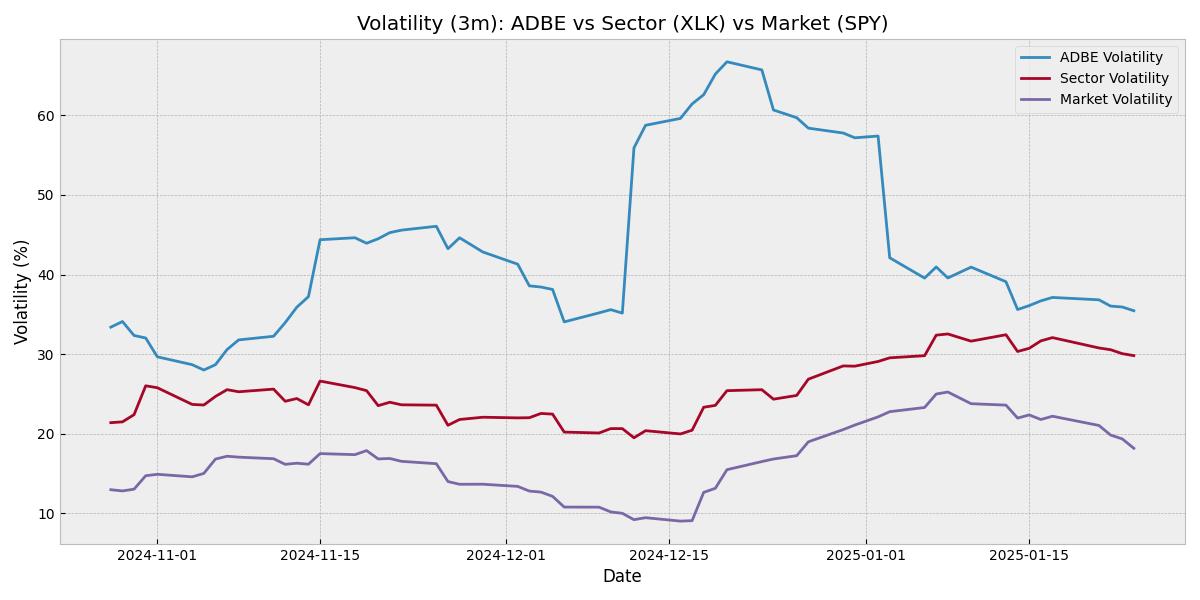 Volatility (3m): ADBE vs Sector (XLK) vs Market (SPY)
ADBE Volatility
Sector Volatility
Market Volatility
Volatility (%)
60
50
40
30
20
10
2024-11-01 2024-11-15 2024-12-01 2024-12-15 2025-01-01 2025-01-15
Date